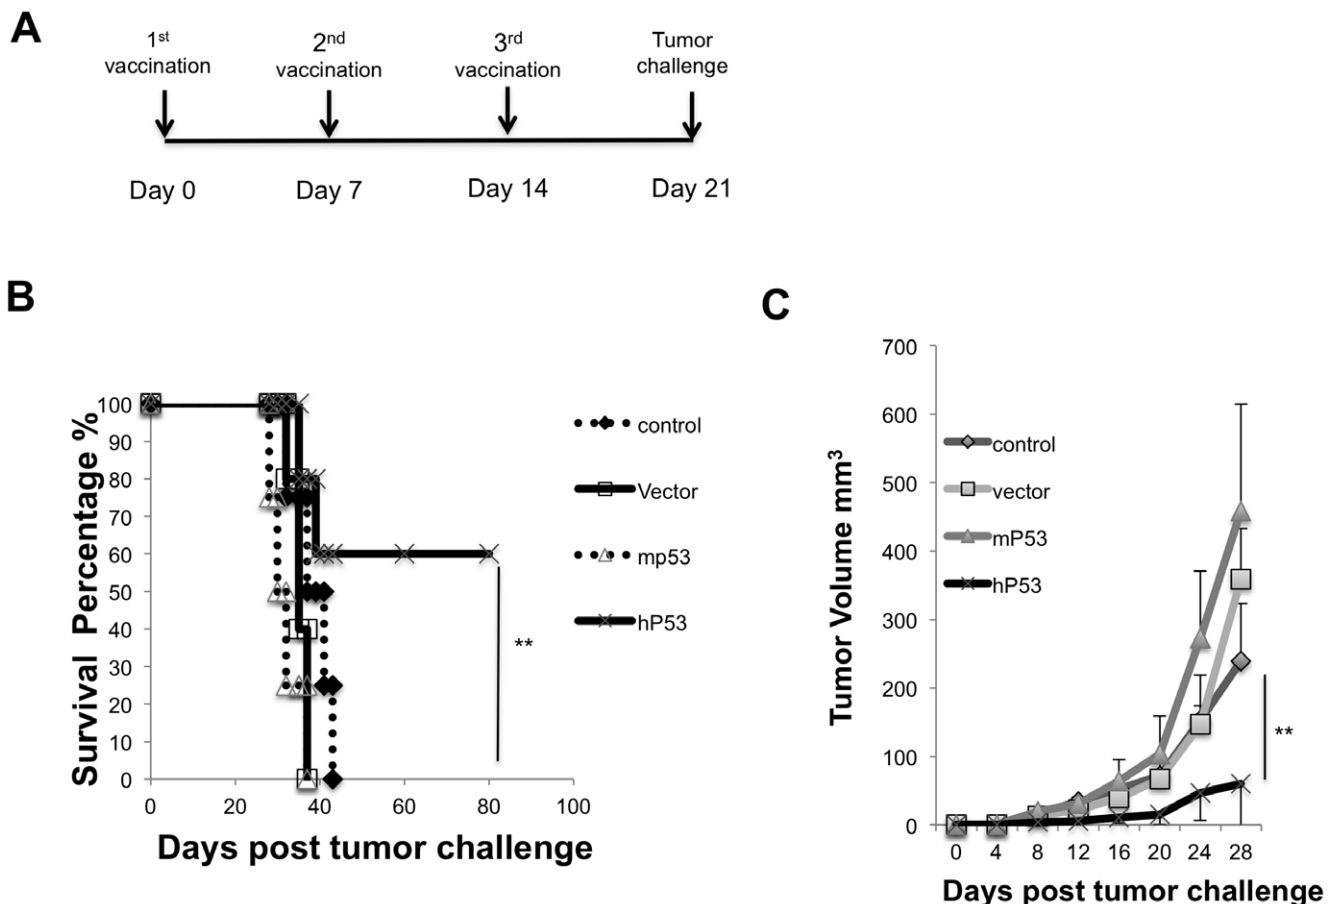 A
1st
vaccination
2nd
vaccination
3rd
vaccination
Tumor
challenge
Day 0
Day 7
Day 14
Day 21
B
Survival Percentage %
100
90
80
70
60
50
40
30
20
10
0
0 20 40 60 80 100
Days post tumor challenge
control
Vector
mp53
hP53
**
C
Tumor Volume mm3
700
600
500
400
300
200
100
0
0 4 8 12 16 20 24 28
Days post tumor challenge
control
vector
mP53
hP53
**